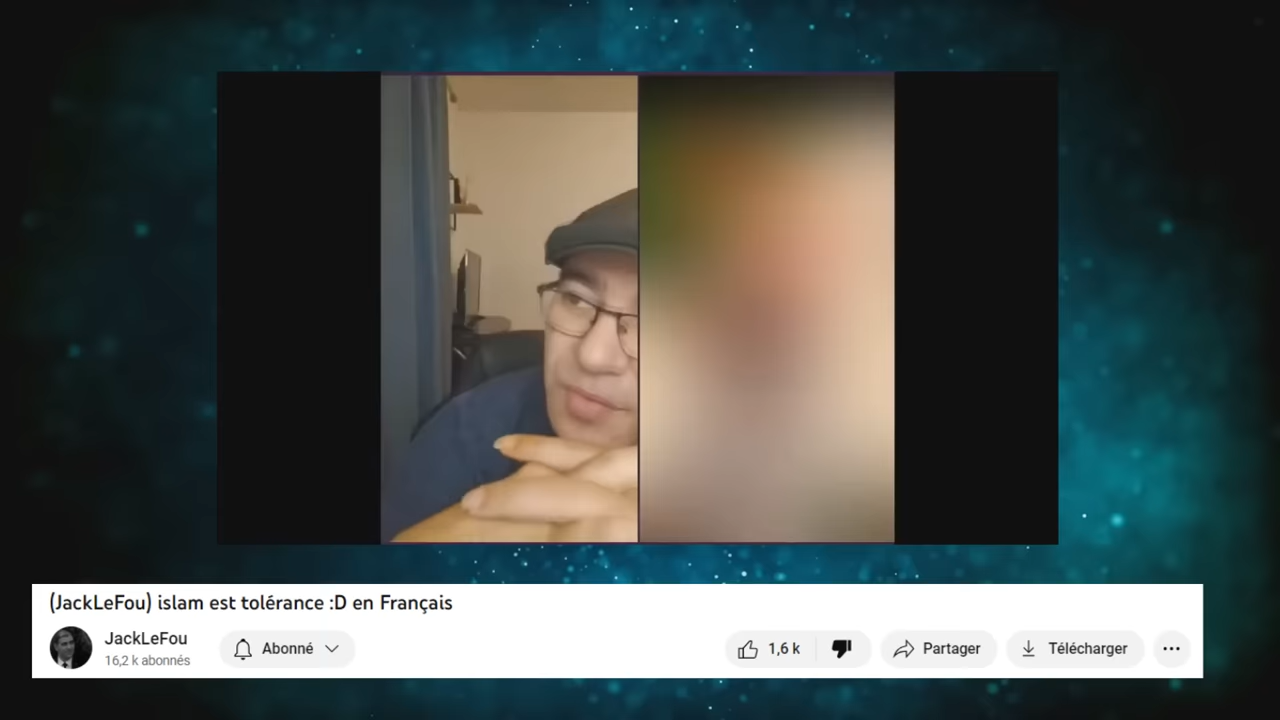 (JackLeFou) islam est tolérance :D en Français
JackLeFou
16,2 k abonnés
Abonné
1,6 k
Partager
Télécharger